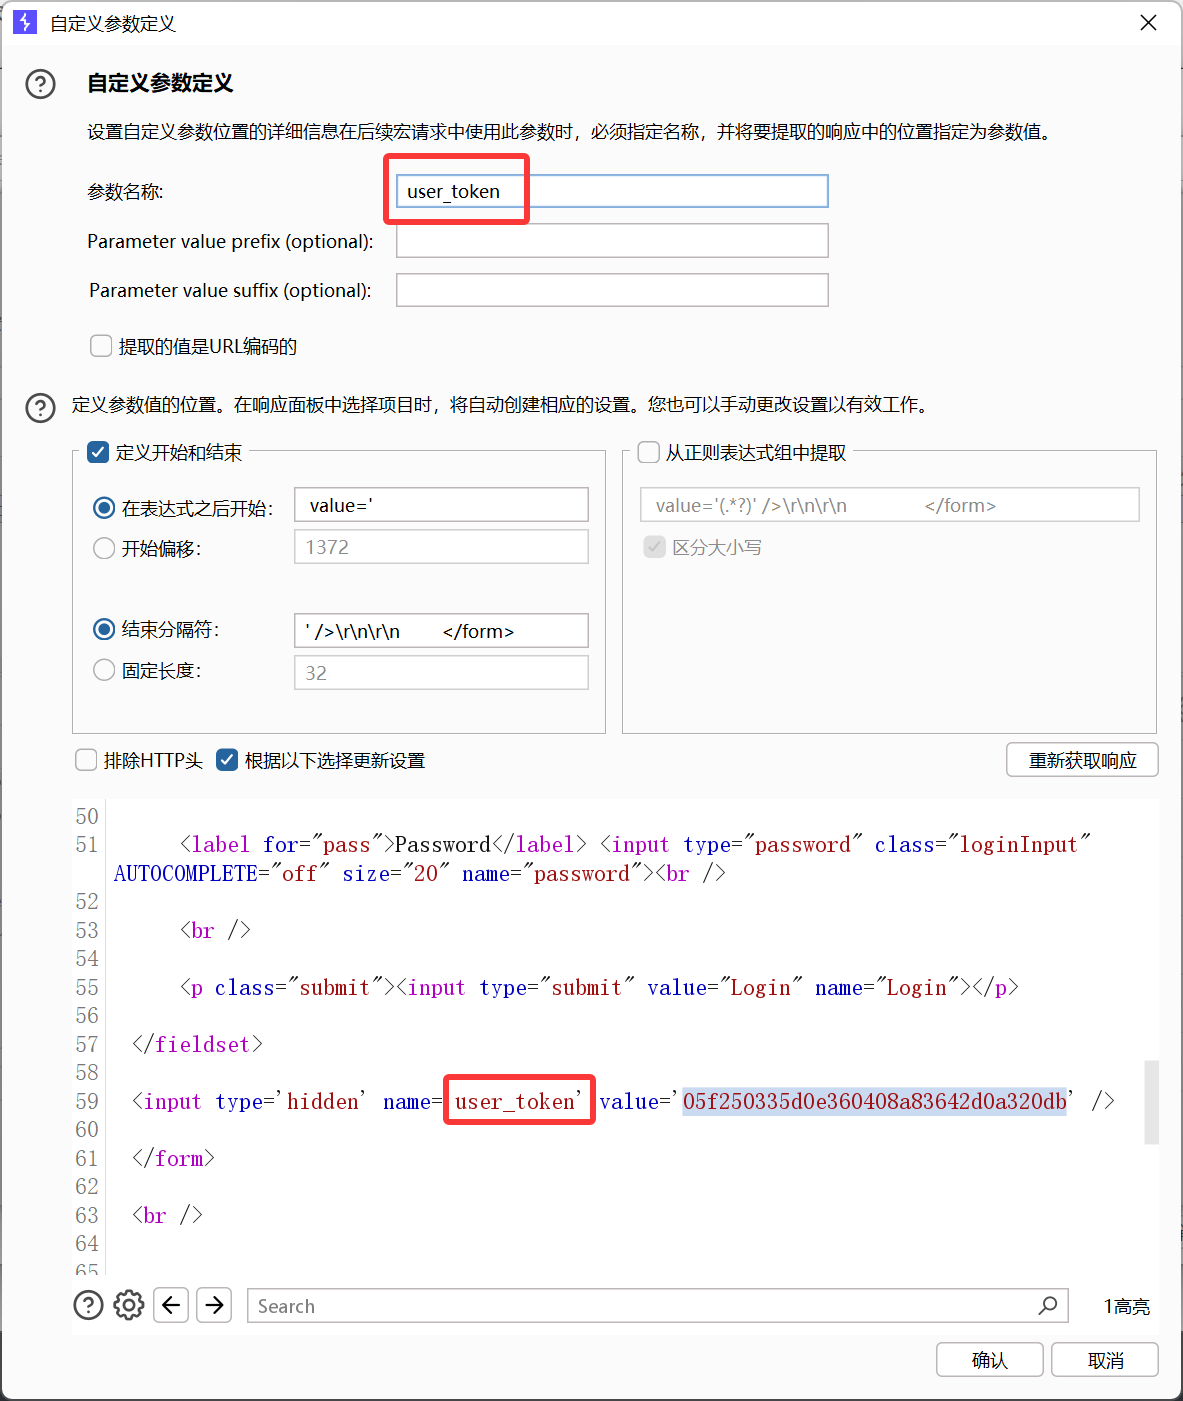 自定义参数定义
自定义参数定义
设置自定义参数位置的详细信息在后续宏请求中使用此参数时，必须指定名称，并将要提取的响应中的位置指定为参数值。
参数名称: user_token
Parameter value prefix (optional):
Parameter value suffix (optional):
提取的值是URL编码的
定义参数值的位置。在响应面板中选择项目时，将自动创建相应的设置。您也可以手动更改设置以有效工作。
定义开始和结束
在表达式之后开始: value='
开始偏移: 1372
结束分隔符: ' />\r\n\r\n </form>
固定长度: 32
从正则表达式组中提取
value='(.*?)' />\r\n\r\n </form>
区分大小写
排除HTTP头 根据以下选择更新设置 重新获取响应
50
51 <label for="pass">Password</label> <input type="password" class="loginInput"
AUTOCOMPLETE="off" size="20" name="password"><br />
52
53 <br />
54
55 <p class="submit"><input type="submit" value="Login" name="Login"></p>
56
57 </fieldset>
58
59 <input type='hidden' name=user_token' value='05f250335d0e360408a83642d0a320db' />
60
61 </form>
62
63 <br />
64
65
Search 1高亮
确认 取消